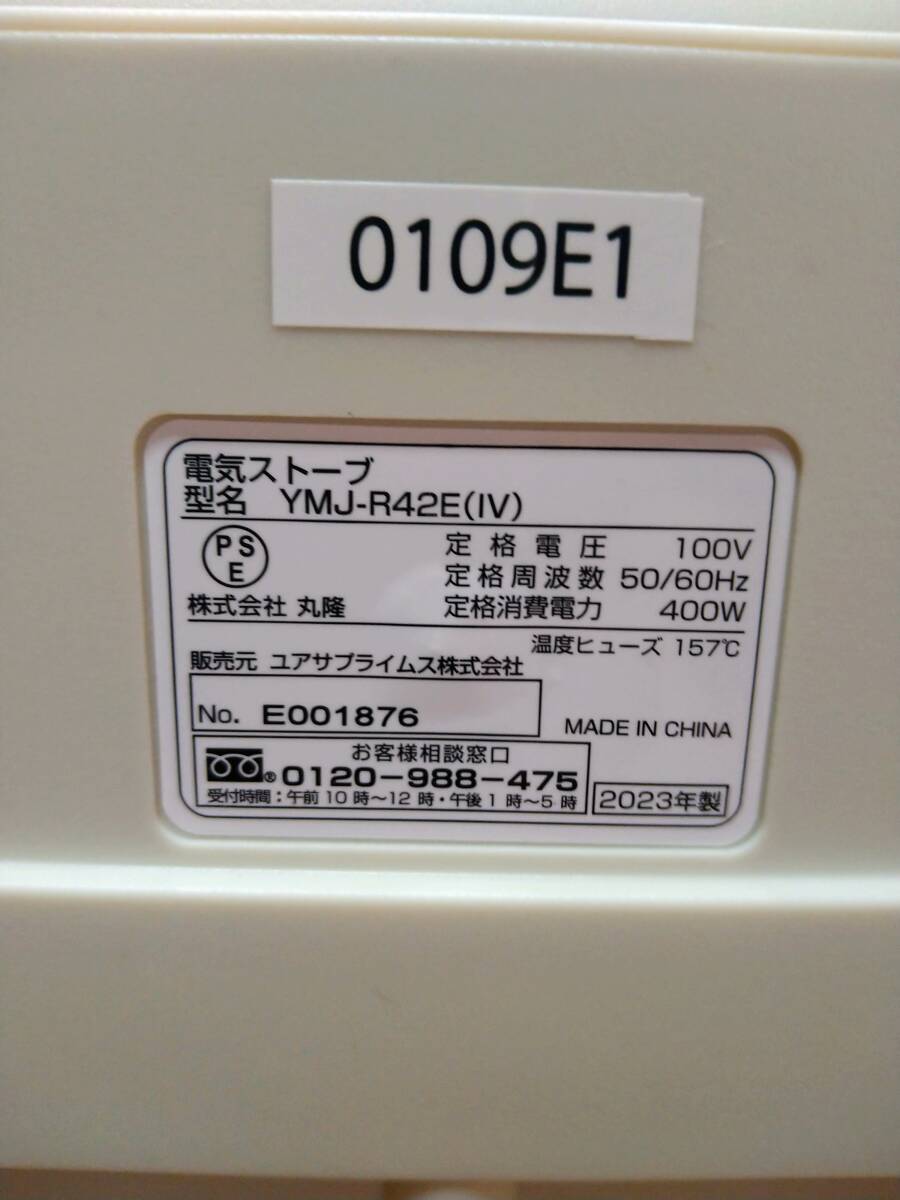 0109E1
電気ストーブ
型名 YMJ-R42E(IV)
PS
E
定格電圧 100V
定格周波数 50/60Hz
株式会社 丸隆 定格消費電力 400W
温度ヒューズ 157℃
販売元 ユアサプライムス株式会社
No. E001876
MADE IN CHINA
お客様相談窓口
® 0120-988-475
受付時間:午前10時～12時・午後1時～5時
2023年製